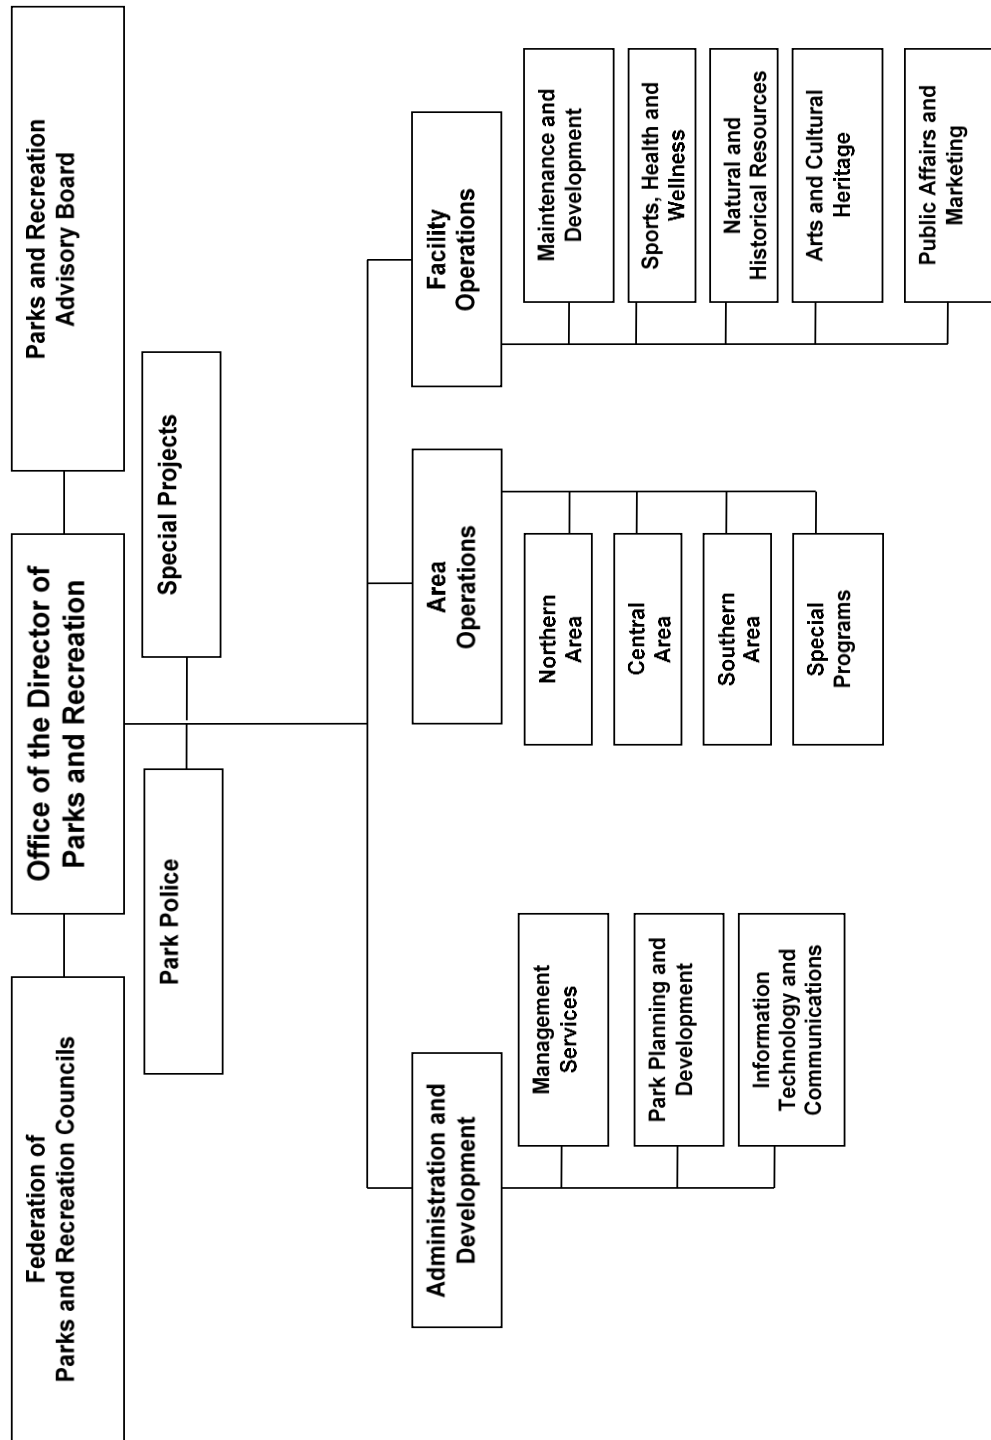 Federation of
Parks and Recreation Councils
Office of the Director of
Parks and Recreation
Parks and Recreation
Advisory Board
Park Police
Special Projects
Administration and
Development
Area
Operations
Facility
Operations
Management
Services
Park Planning and
Development
Information
Technology and
Communications
Northern
Area
Central
Area
Southern
Area
Special
Programs
Maintenance and
Development
Sports, Health and
Wellness
Natural and
Historical Resources
Arts and Cultural
Heritage
Public Affairs and
Marketing